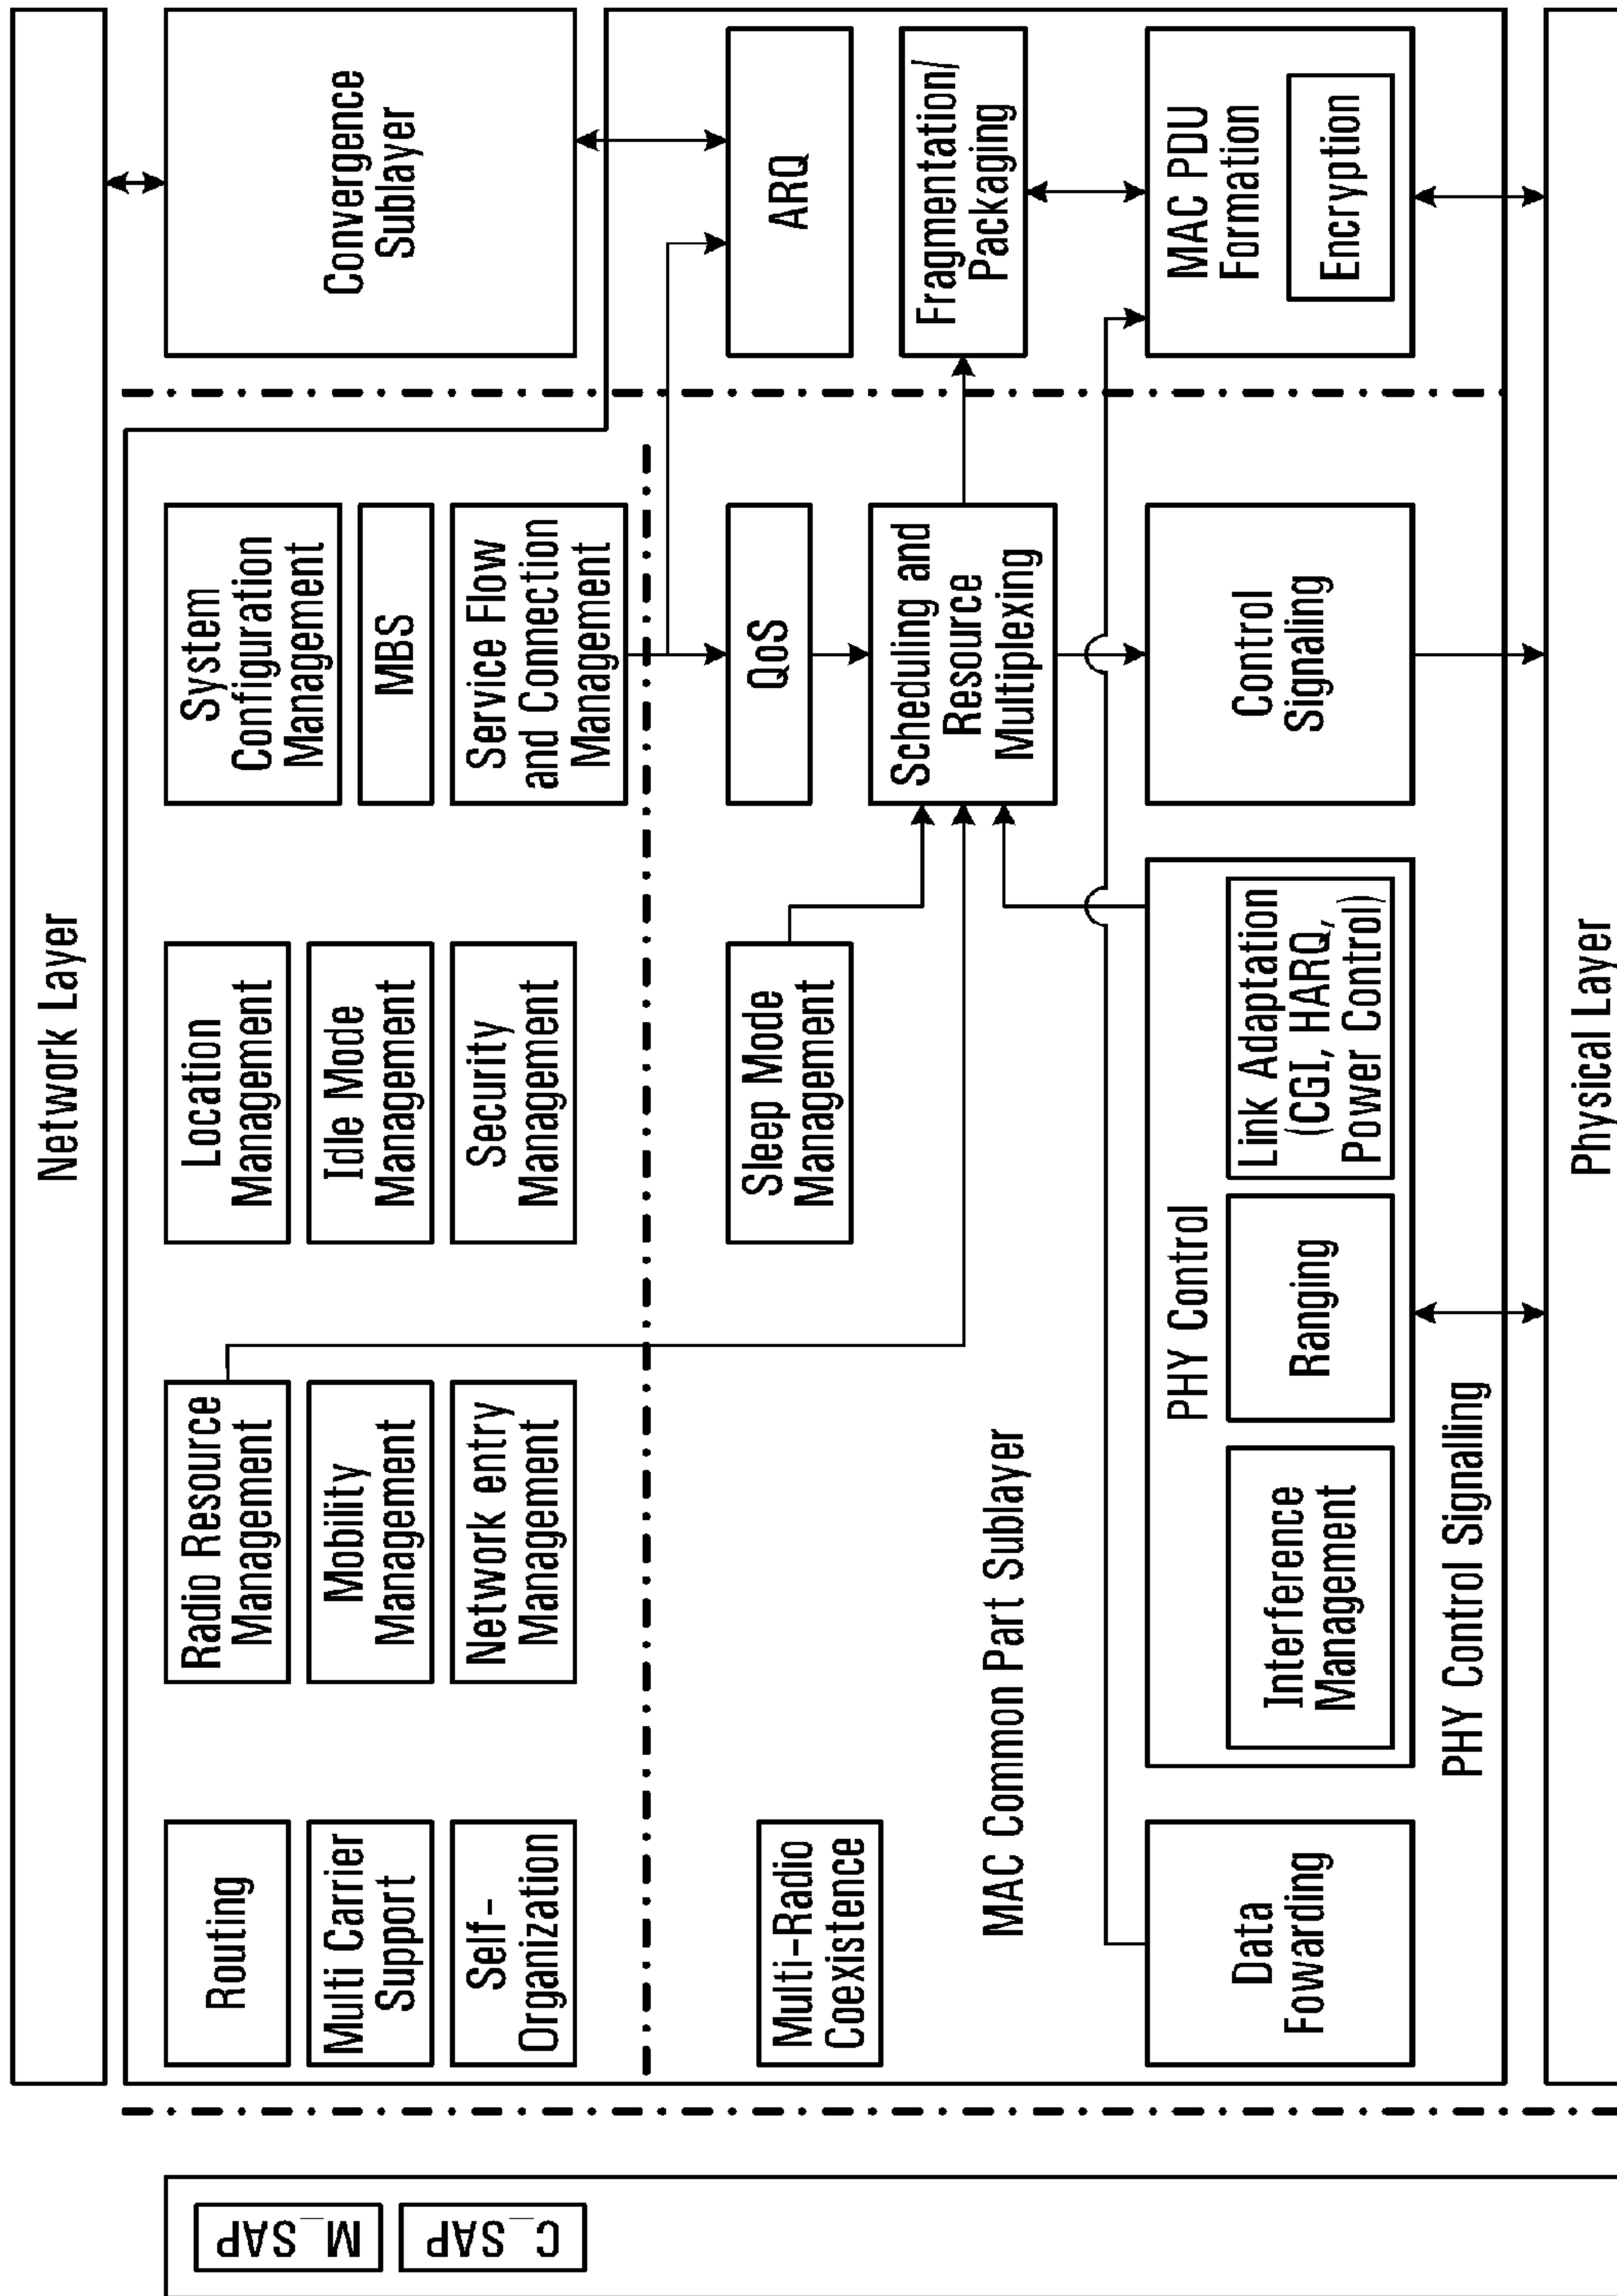 Network Layer
Routing
Multi Carrier
Support
Self-
Organization
Radio Resource
Management
Mobility
Management
Network entry
Management
Location
Management
Idle Mode
Management
Security
Management
System
Configuration
Management
MBS
Service Flow
and Connection
Management
Convergence
Sublayer
M_SAP
C_SAP
Multi-Radio
Coexistence
Sleep Mode
Management
QoS
ARQ
Scheduling and
Resource
Multiplexing
Fragmentation/
Packaging
MAC Common Part Sublayer
Data
Fowarding
PHY Control
Interference
Management
Ranging
Link Adaptation
(CGI, HARQ,
Power Control)
Control
Signaling
MAC PDU
Formation
Encryption
PHY Control Signalling
Physical Layer